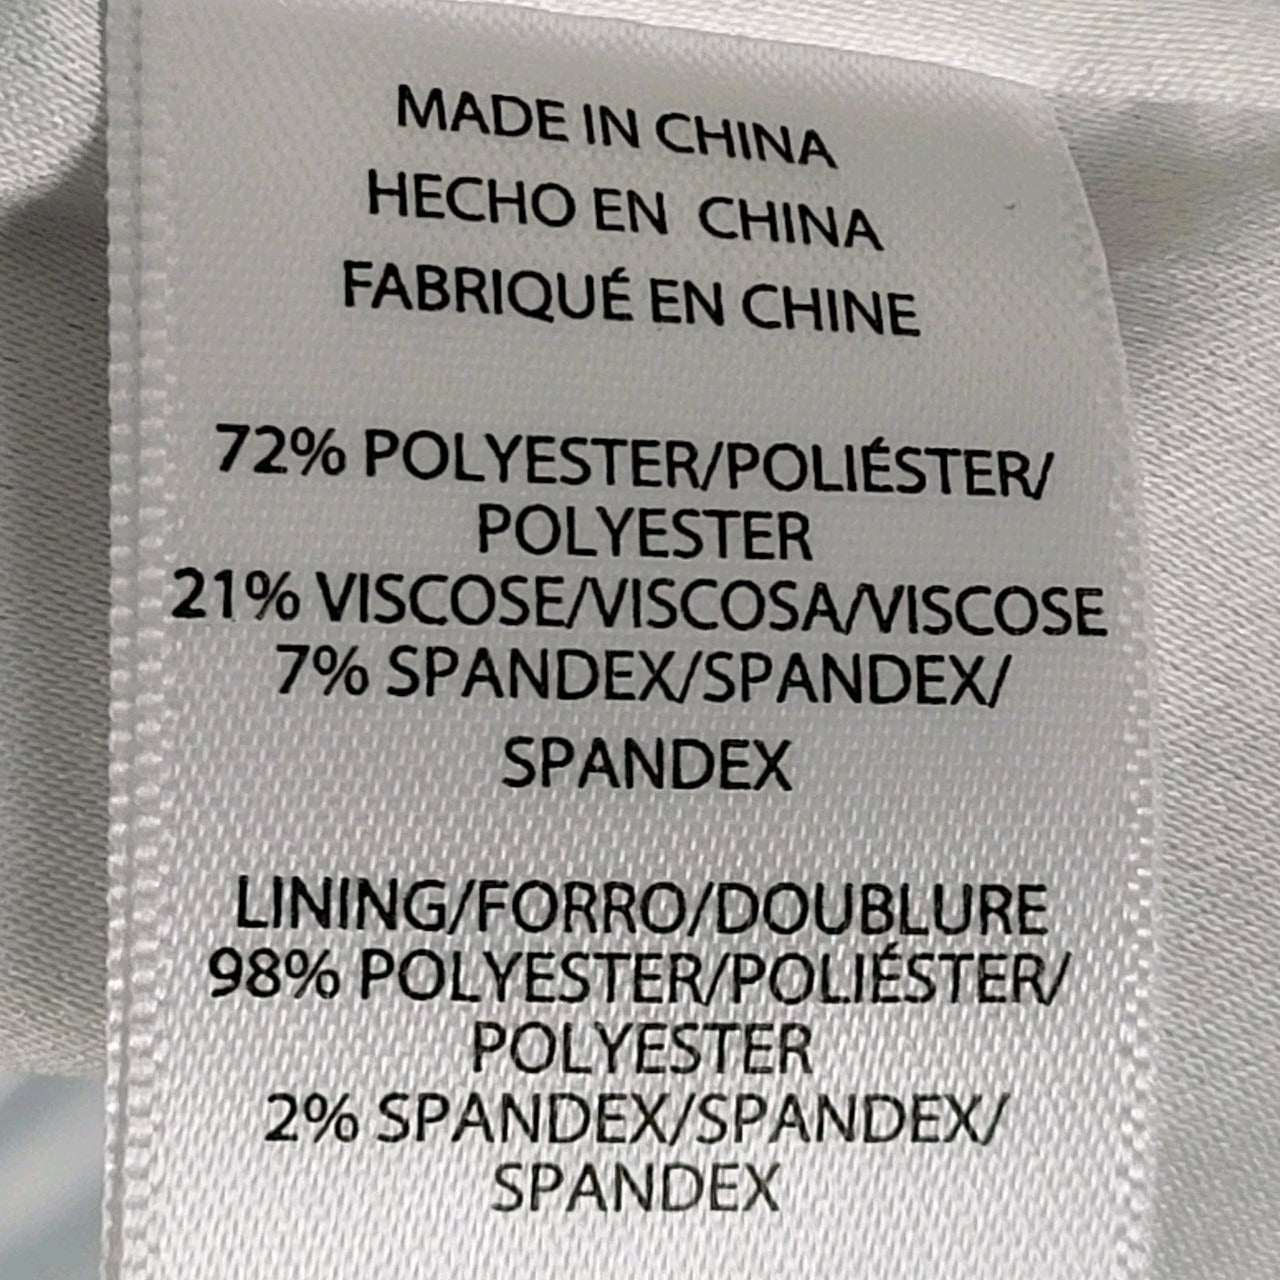 MADE IN CHINA
HECHO EN CHINA
FABRIQUÉ EN CHINE
72% POLYESTER/POLIÉSTER/
POLYESTER
21% VISCOSE/VISCOSA/VISCOSE
7% SPANDEX/SPANDEX/
SPANDEX
LINING/FORRO/DOUBLURE
98% POLYESTER/POLIÉSTER/
POLYESTER
2% SPANDEX/SPANDEX/
SPANDEX